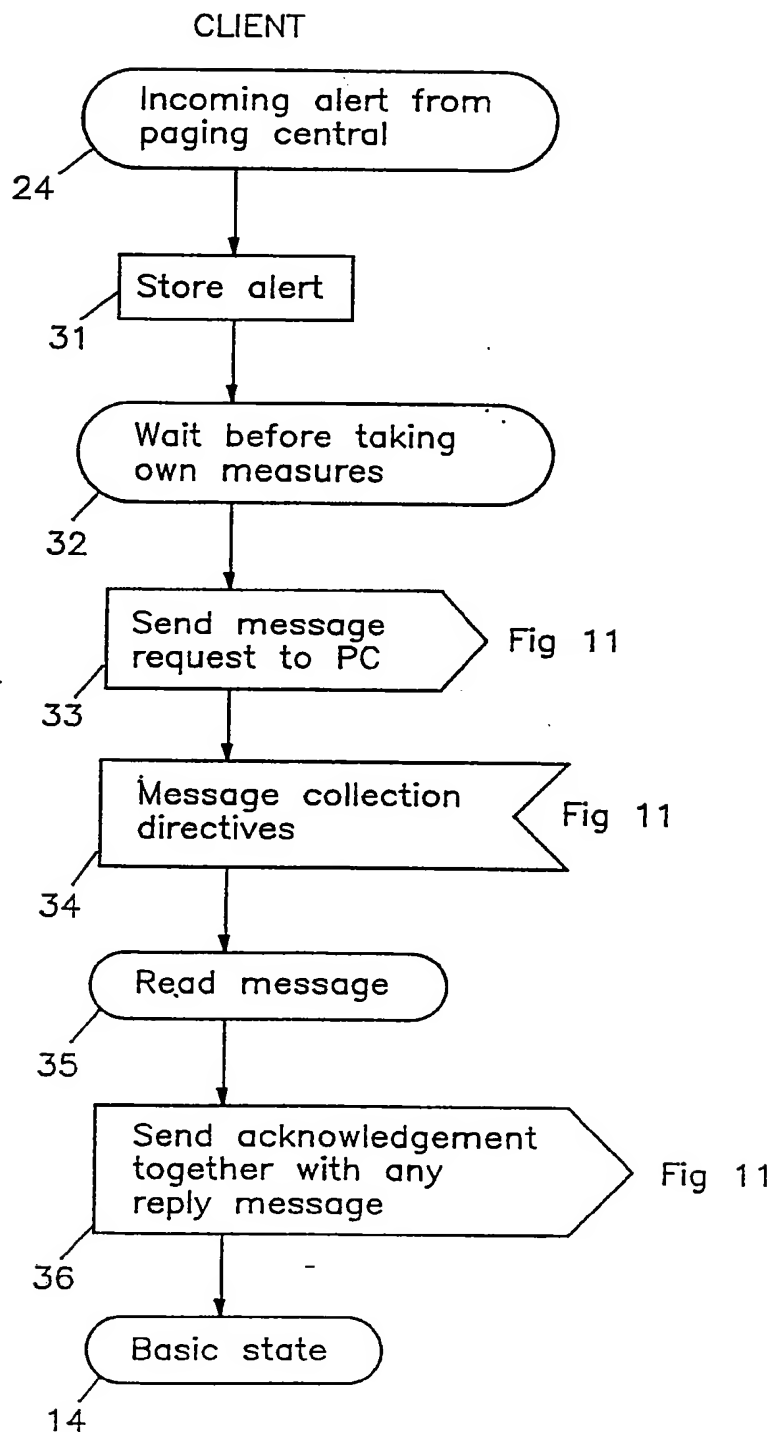 CLIENT
Incoming alert from
paging central
24
Store alert
31
Wait before taking
own measures
32
Send message
request to PC
Fig 11
33
Message collection
directives
Fig 11
34
Read message
35
Send acknowledgement
together with any
reply message
Fig 11
36
Basic state
14